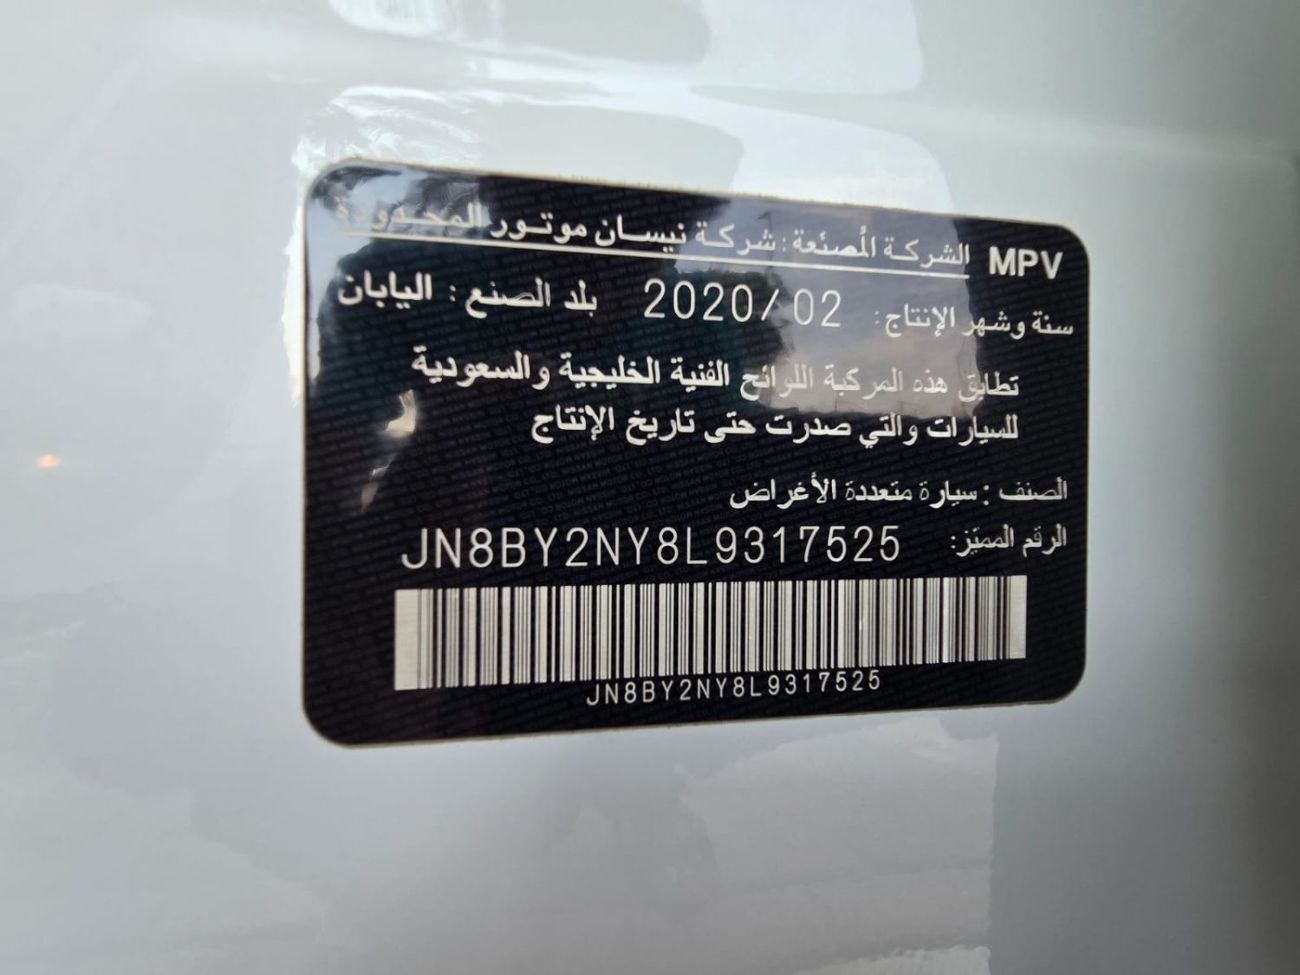 MPV الشركة المُصنّعة : شركة نيسان موتور المحدودة
سنة وشهر الإنتاج: 2020/02 بلد الصنع : اليابان
تطابق هذه المركبة اللوائح الفنية الخليجية والسعودية
للسيارات والتي صدرت حتى تاريخ الإنتاج
الصنف : سيارة متعددة الأغراض
الرقم المميّز: JN8BY2NY8L9317525
JN8BY2NY8L9317525